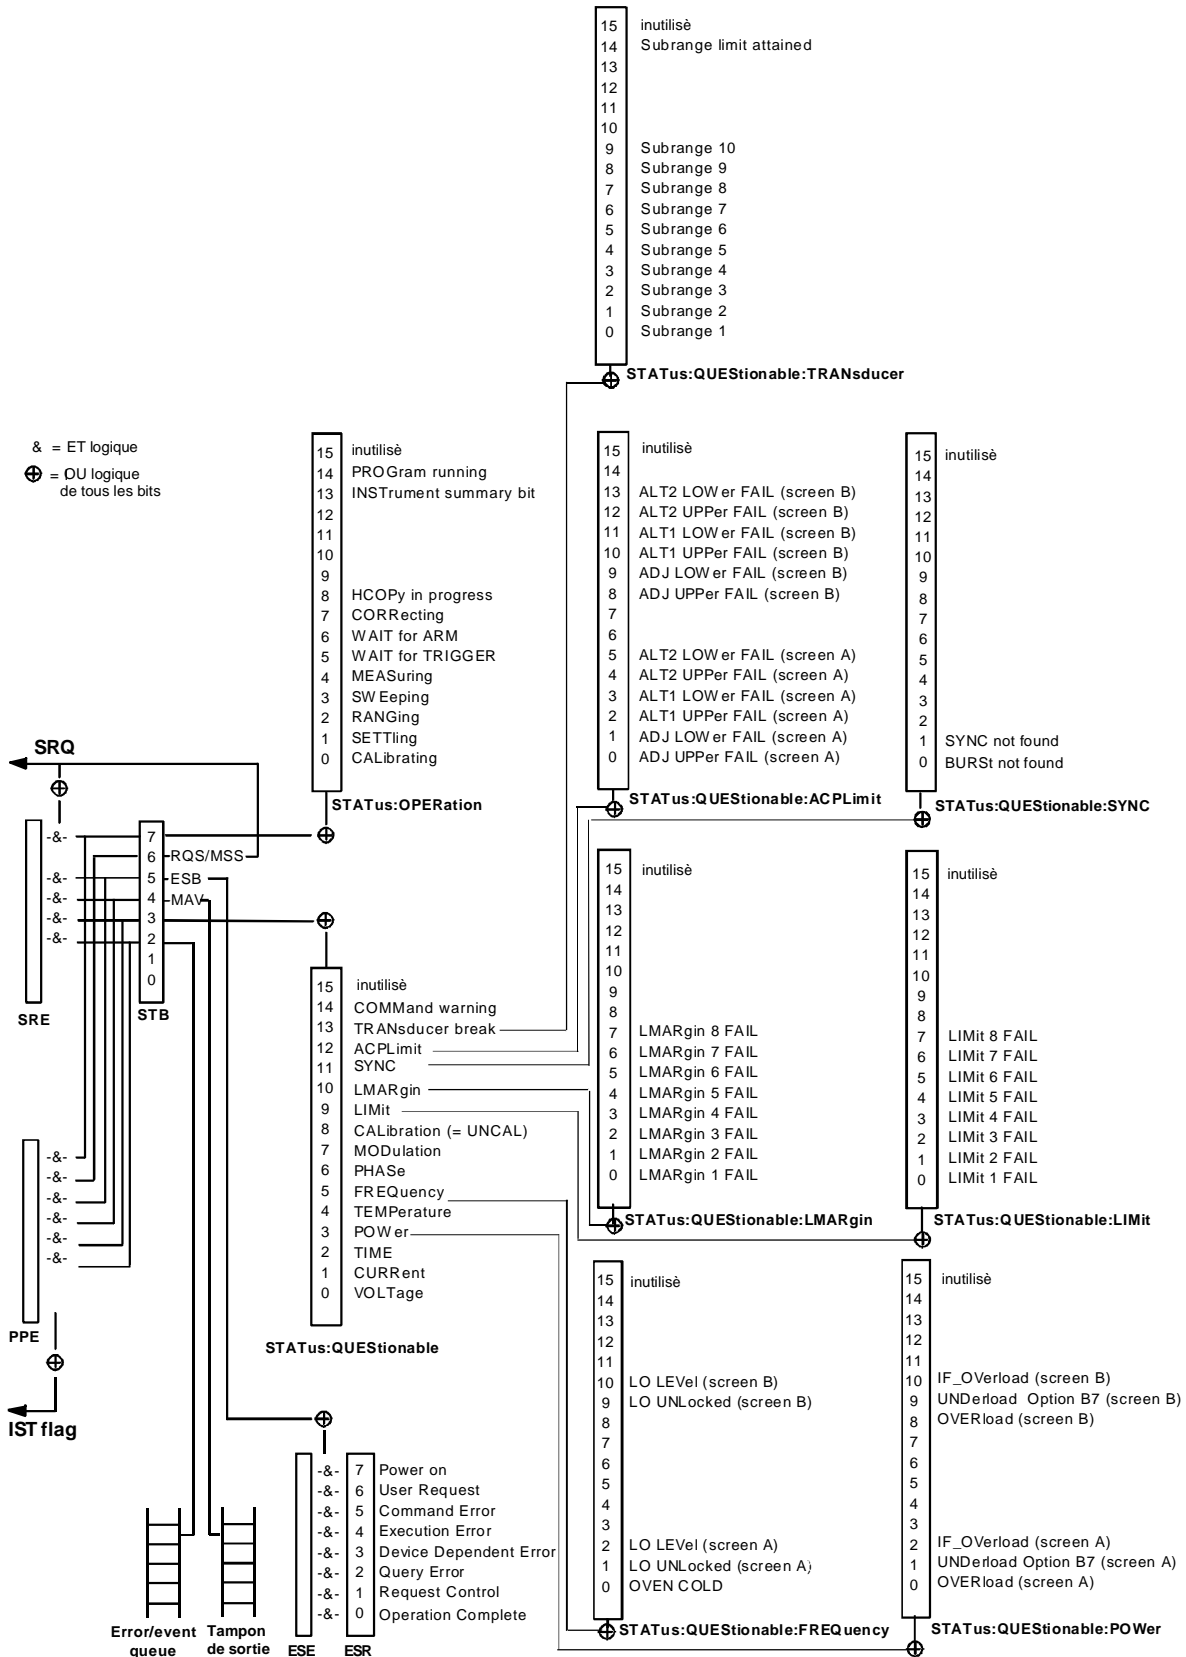 15 inutilisè
14 Subrange limit attained
13
12
11
10
9 Subrange 10
8 Subrange 9
7 Subrange 8
6 Subrange 7
5 Subrange 6
4 Subrange 5
3 Subrange 4
2 Subrange 3
1 Subrange 2
0 Subrange 1
STATus:QUEStionable:TRANsducer
& = ET logique
⊕ = OU logique
de tous les bits
15 inutilisè
14 PROGram running
13 INSTrument summary bit
12
11
10
9
8 HCOPy in progress
7 CORRecting
6 WAIT for ARM
5 WAIT for TRIGGER
4 MEASuring
3 SWEeping
2 RANGing
1 SETTling
0 CALibrating
STATus:OPERation
15 inutilisè
14
13 ALT2 LOWer FAIL (screen B)
12 ALT2 UPPer FAIL (screen B)
11 ALT1 LOWer FAIL (screen B)
10 ALT1 UPPer FAIL (screen B)
9 ADJ LOWer FAIL (screen B)
8 ADJ UPPer FAIL (screen B)
7
6
5 ALT2 LOWer FAIL (screen A)
4 ALT2 UPPer FAIL (screen A)
3 ALT1 LOWer FAIL (screen A)
2 ALT1 UPPer FAIL (screen A)
1 ADJ LOWer FAIL (screen A)
0 ADJ UPPer FAIL (screen A)
STATus:QUEStionable:ACPLimit
15 inutilisè
14
13
12
11
10
9
8
7
6
5
4
3
2
1 SYNC not found
0 BURSt not found
STATus:QUEStionable:SYNC
SRQ
-&-
-&-
-&-
-&-
-&-
SRE
7
6 RQS/MSS
5 ESB
4 MAV
3
2
1
0
STB
15 inutilisè
14 COMMand warning
13 TRANsducer break
12 ACPLimit
11 SYNC
10 LMARgin
9 LIMit
8 CALibration (= UNCAL)
7 MODulation
6 PHASe
5 FREQuency
4 TEMPerature
3 POWer
2 TIME
1 CURRent
0 VOLTage
STATus:QUEStionable
15 inutilisè
14
13
12
11
10
9
8
7 LMARgin 8 FAIL
6 LMARgin 7 FAIL
5 LMARgin 6 FAIL
4 LMARgin 5 FAIL
3 LMARgin 4 FAIL
2 LMARgin 3 FAIL
1 LMARgin 2 FAIL
0 LMARgin 1 FAIL
STATus:QUEStionable:LMARgin
15 inutilisè
14
13
12
11
10
9
8
7 LIMit 8 FAIL
6 LIMit 7 FAIL
5 LIMit 6 FAIL
4 LIMit 5 FAIL
3 LIMit 4 FAIL
2 LIMit 3 FAIL
1 LIMit 2 FAIL
0 LIMit 1 FAIL
STATus:QUEStionable:LIMit
-&-
-&-
-&-
-&-
-&-
-&-
PPE
IST flag
15 inutilisè
14
13
12
11
10 LO LEVel (screen B)
9 LO UNLocked (screen B)
8
7
6
5
4
3
2 LO LEVel (screen A)
1 LO UNLocked (screen A)
0 OVEN COLD
STATus:QUEStionable:FREQuency
15 inutilisè
14
13
12
11
10 IF_OVerload (screen B)
9 UNDerload Option B7 (screen B)
8 OVERload (screen B)
7
6
5
4
3
2 IF_OVerload (screen A)
1 UNDerload Option B7 (screen A)
0 OVERload (screen A)
STATus:QUEStionable:POWer
-&- 7 Power on
-&- 6 User Request
-&- 5 Command Error
-&- 4 Execution Error
-&- 3 Device Dependent Error
-&- 2 Query Error
-&- 1 Request Control
-&- 0 Operation Complete
ESE ESR
Error/event
queue
Tampon
de sortie